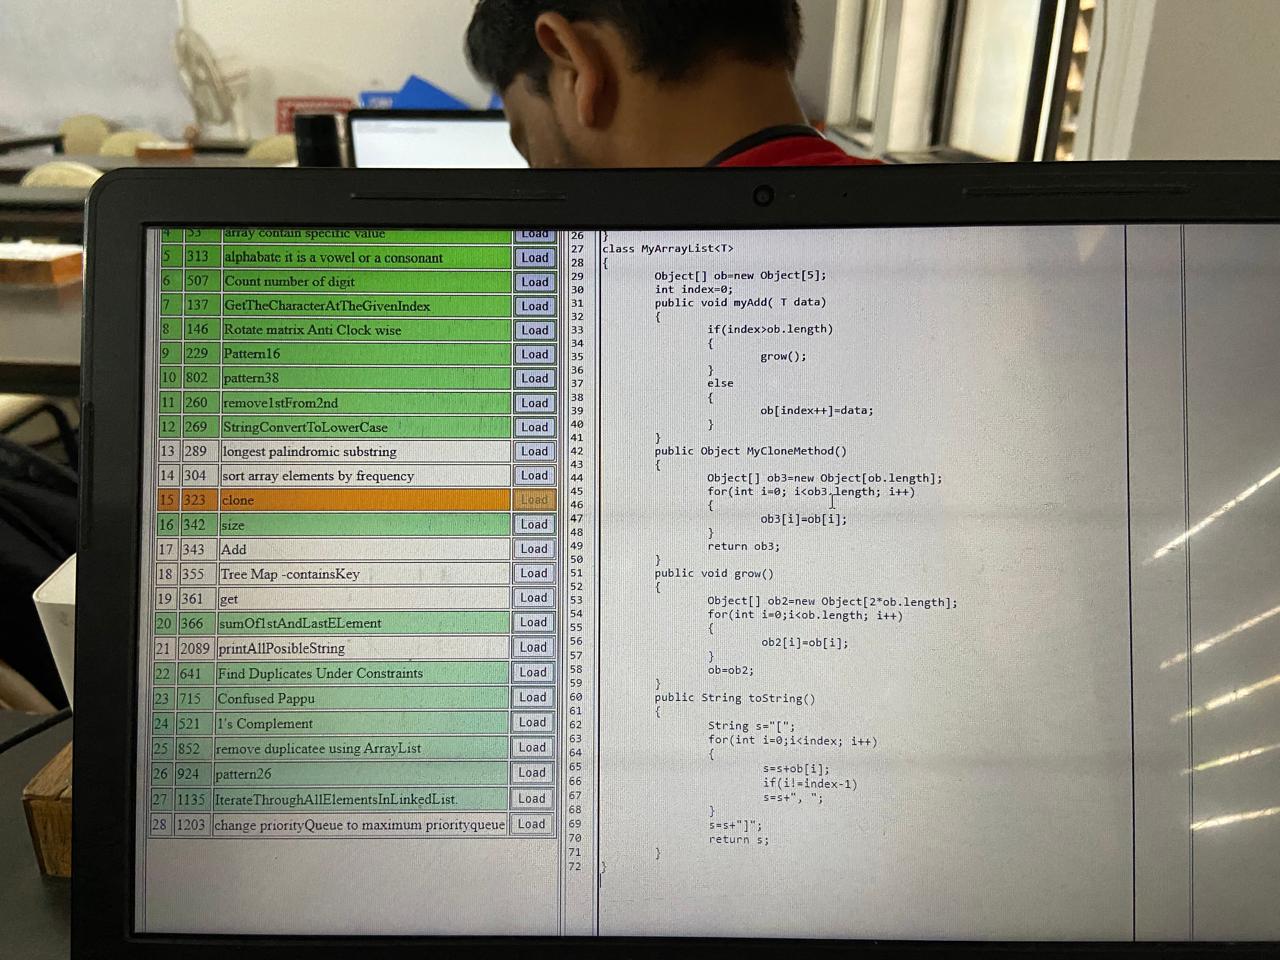 4 53 array contain specific value Load
5 313 alphabate it is a vowel or a consonant Load
6 507 Count number of digit Load
7 137 GetTheCharacterAtTheGivenIndex Load
8 146 Rotate matrix Anti Clock wise Load
9 229 Pattern16 Load
10 802 pattern38 Load
11 260 remove1stFrom2nd Load
12 269 StringConvertToLowerCase Load
13 289 longest palindromic substring Load
14 304 sort array elements by frequency Load
15 323 clone Load
16 342 size Load
17 343 Add Load
18 355 Tree Map -containsKey Load
19 361 get Load
20 366 sumOf1stAndLastELement Load
21 2089 printAllPosibleString Load
22 641 Find Duplicates Under Constraints Load
23 715 Confused Pappu Load
24 521 1's Complement Load
25 852 remove duplicatee using ArrayList Load
26 924 pattern26 Load
27 1135 IterateThroughAllElementsInLinkedList. Load
28 1203 change priorityQueue to maximum priorityqueue Load
26 }
27 class MyArrayList<T>
28 {
29 Object[] ob=new Object[5];
30 int index=0;
31 public void myAdd( T data)
32 {
33 if(index>ob.length)
34 {
35 grow();
36 }
37 else
38 {
39 ob[index++]=data;
40 }
41 }
42 public Object MyCloneMethod()
43 {
44 Object[] ob3=new Object[ob.length];
45 for(int i=0; i<ob3.length; i++)
46 {
47 ob3[i]=ob[i];
48 }
49 return ob3;
50 }
51 public void grow()
52 {
53 Object[] ob2=new Object[2*ob.length];
54 for(int i=0;i<ob.length; i++)
55 {
56 ob2[i]=ob[i];
57 }
58 ob=ob2;
59 }
60 public String toString()
61 {
62 String s="[";
63 for(int i=0;i<index; i++)
64 {
65 s=s+ob[i];
66 if(i!=index-1)
67 s=s+", ";
68 }
69 s=s+"]";
70 return s;
71 }
72 }